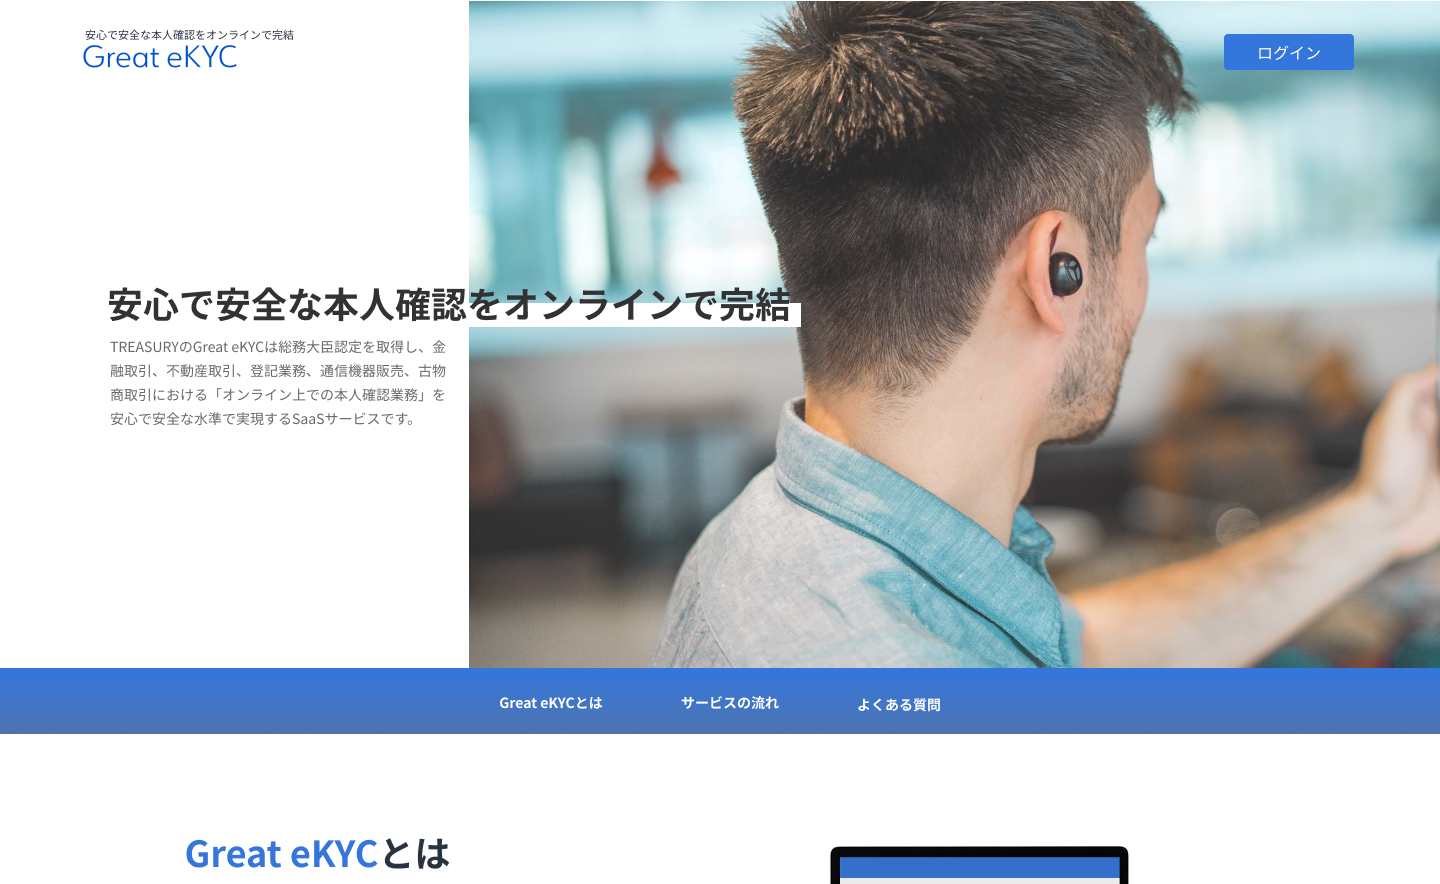 安心で安全な本人確認をオンラインで完結
Great eKYC
ログイン
安心で安全な本人確認をオンラインで完結
TREASURYのGreat eKYCは総務大臣認定を取得し、金
融取引、不動産取引、登記業務、通信機器販売、古物
商取引における「オンライン上での本人確認業務」を
安心で安全な水準で実現するSaaSサービスです。
Great eKYCとは
サービスの流れ
よくある質問
Great eKYCとは